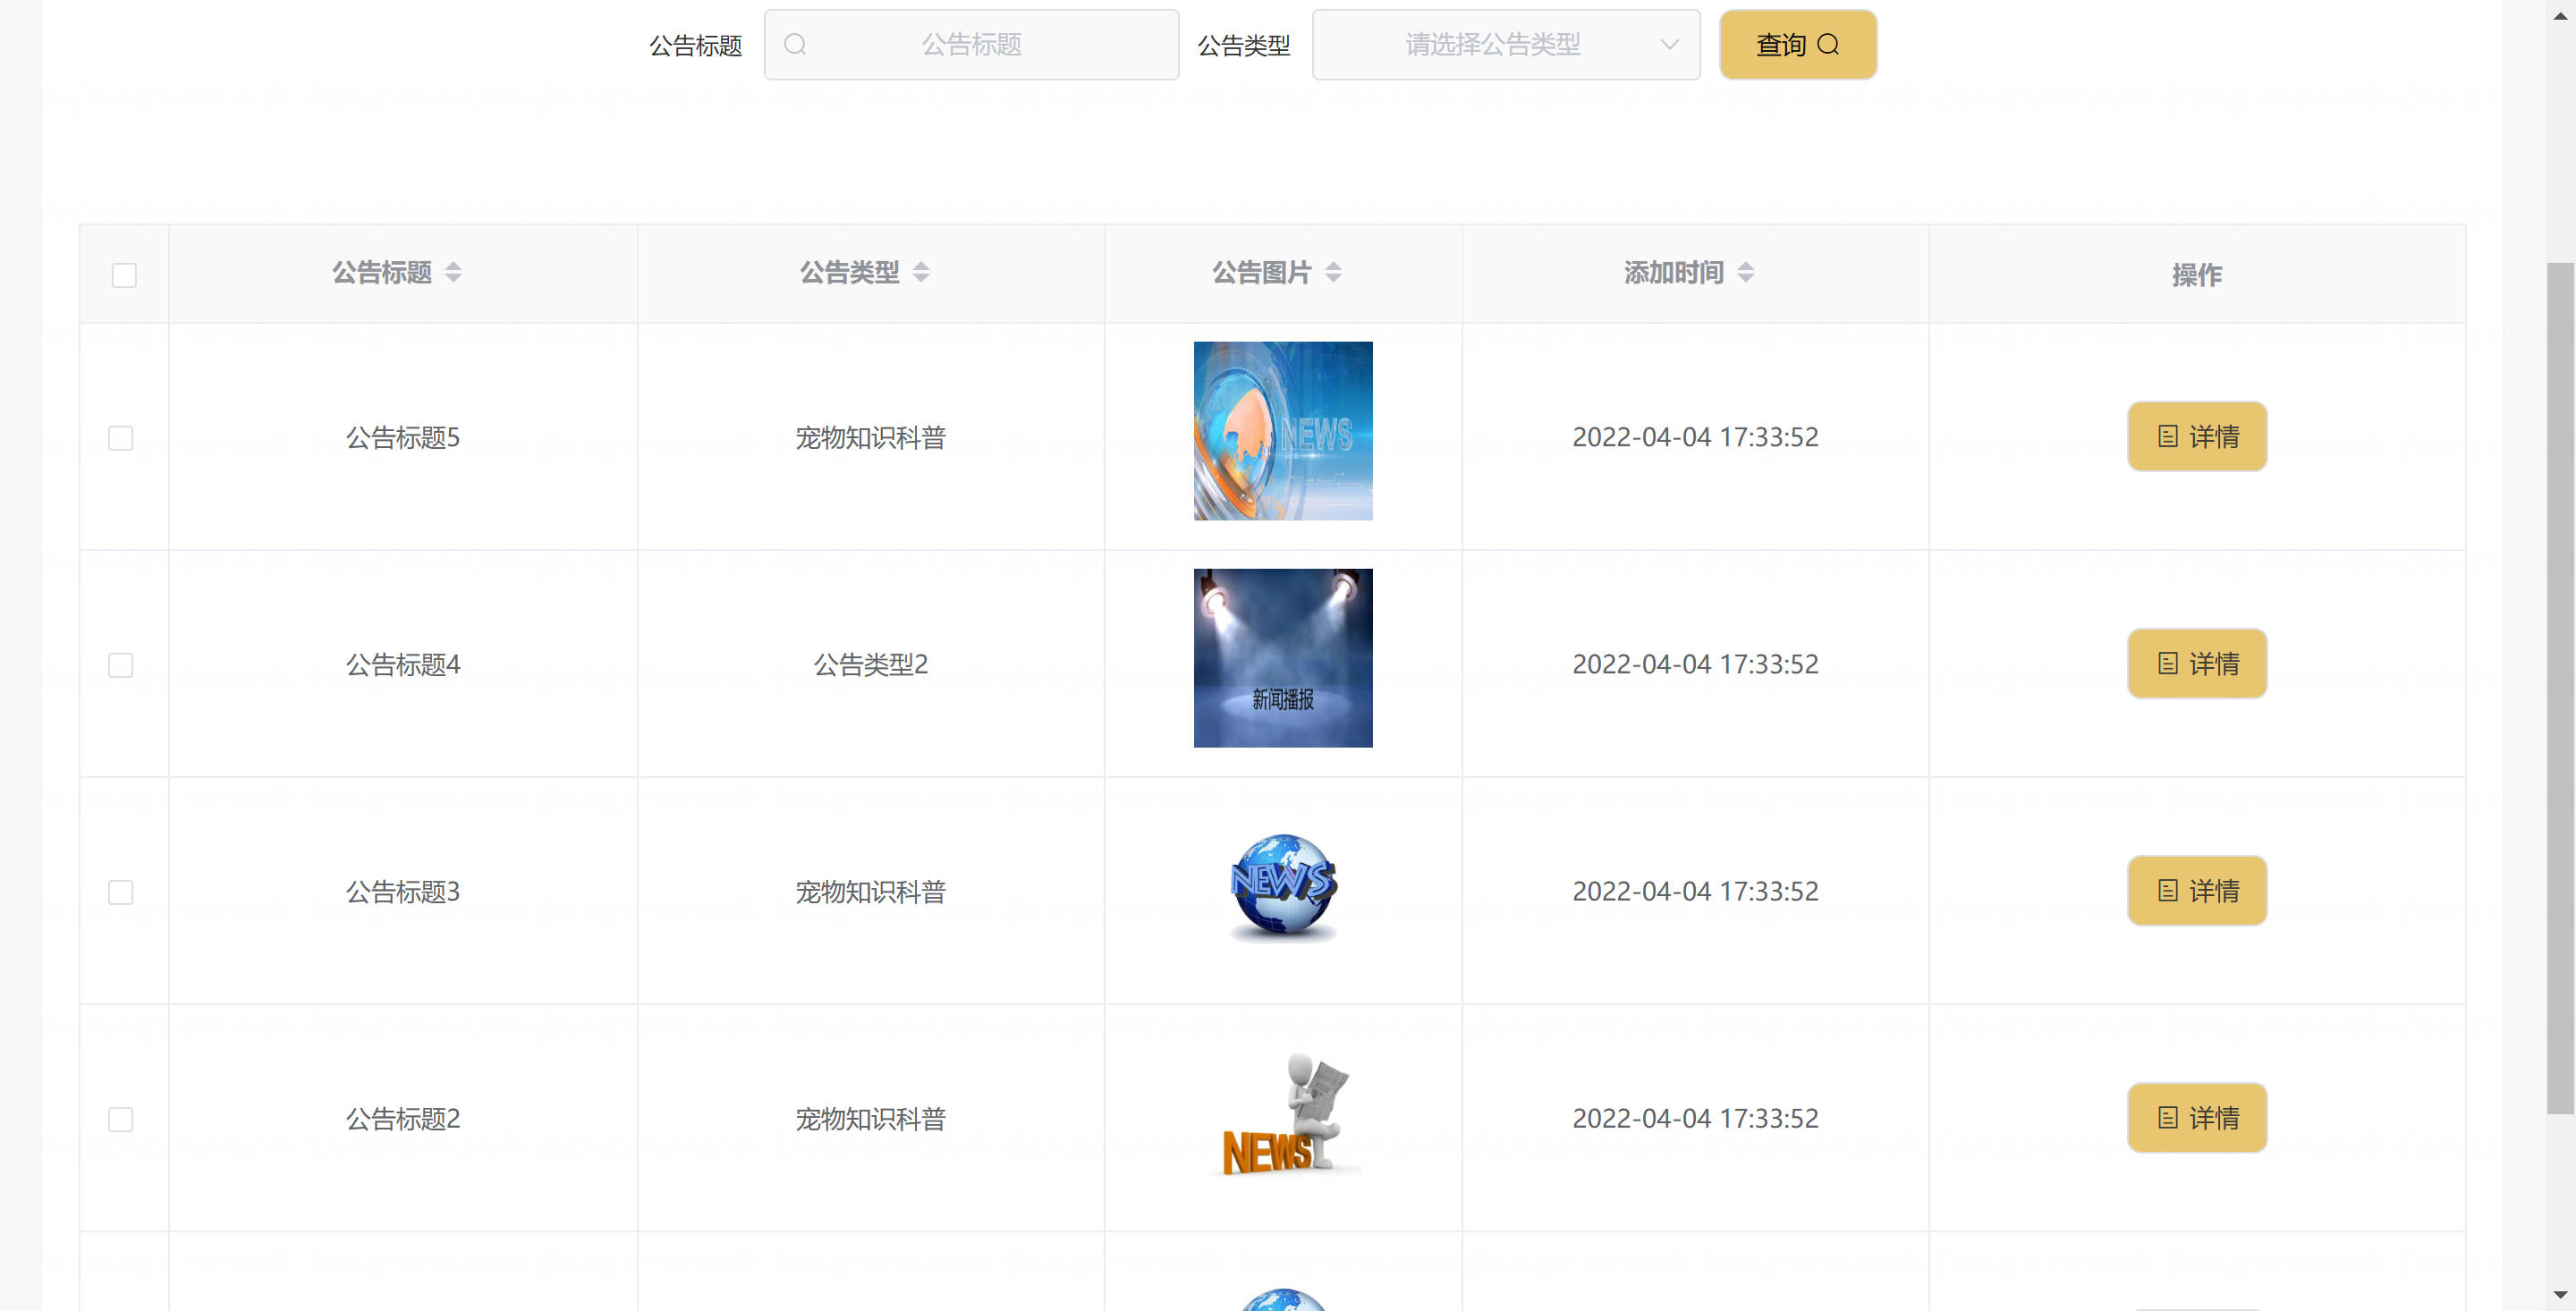 公告标题 公告标题 公告类型 请选择公告类型 查询
公告标题 公告类型 公告图片 添加时间 操作
公告标题5 宠物知识科普 NEWS 2022-04-04 17:33:52 详情
公告标题4 公告类型2 新闻播报 2022-04-04 17:33:52 详情
公告标题3 宠物知识科普 NEWS 2022-04-04 17:33:52 详情
公告标题2 宠物知识科普 NEWS 2022-04-04 17:33:52 详情